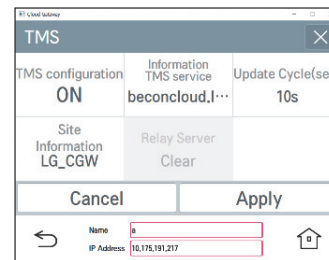 Cloud Gateway
TMS
TMS configuration
ON
Information
TMS service
beconcloud.l···
Update Cycle(se
10s
Site
Information
LG_CGW
Relay Server
Clear
Cancel
Apply
Name
a
IP Address
10,175,191,217